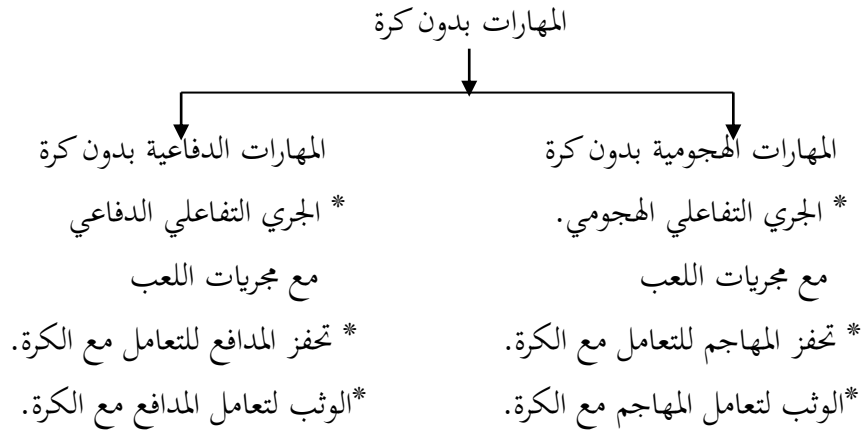 المهارات بدون كرة
المهارات الهجومية بدون كرة
* الجري التفاعلي الهجومي.
مع مجريات اللعب
* تحفز المهاجم للتعامل مع الكرة.
*الوثب لتعامل المهاجم مع الكرة.
المهارات الدفاعية بدون كرة
* الجري التفاعلي الدفاعي
مع مجريات اللعب
* تحفز المدافع للتعامل مع الكرة.
*الوثب لتعامل المدافع مع الكرة.